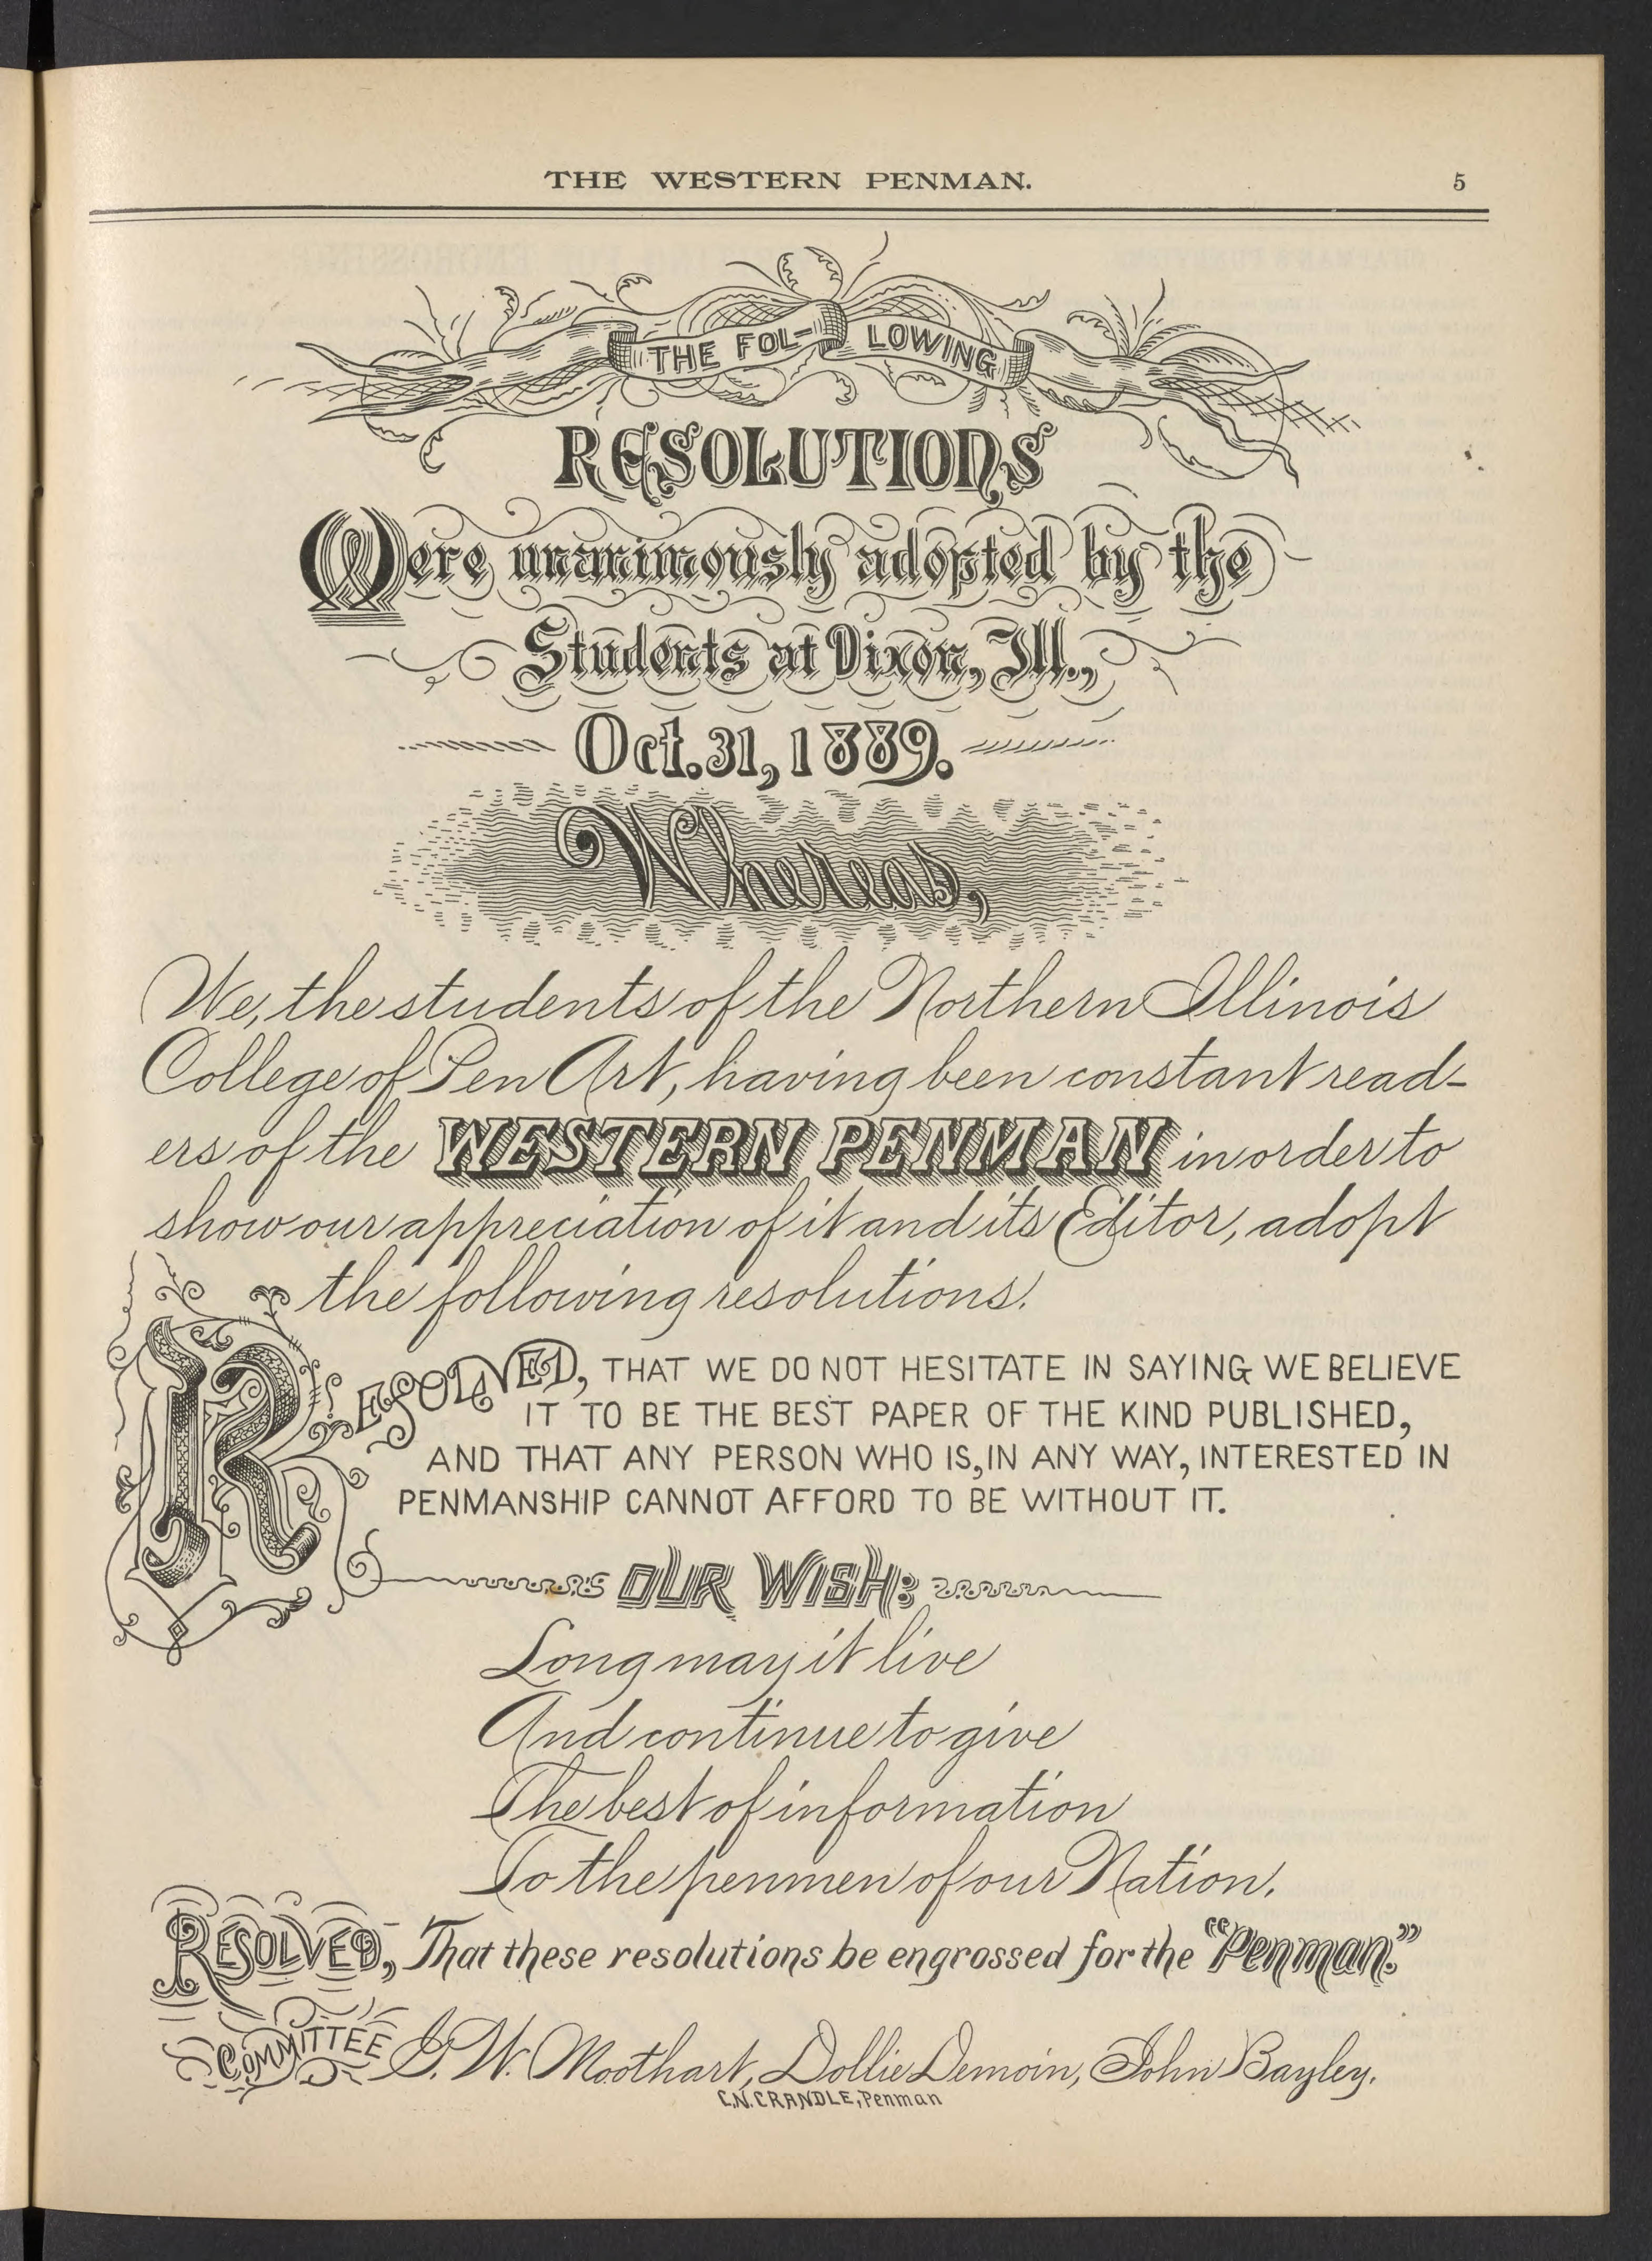 THE WESTERN PENMAN. 5
THE FOL- LOWING
RESOLUTIONS
Were unanimously adopted by the
Students at Dixon, Ill.,
Oct. 31, 1889.
Whereas,
We, the students of the Northern Illinois
College of Pen Art, having been constant read-
ers of the WESTERN PENMAN in order to
show our appreciation of it and its Editor, adopt
the following resolutions.
RESOLVED, THAT WE DO NOT HESITATE IN SAYING WE BELIEVE
IT TO BE THE BEST PAPER OF THE KIND PUBLISHED,
AND THAT ANY PERSON WHO IS, IN ANY WAY, INTERESTED IN
PENMANSHIP CANNOT AFFORD TO BE WITHOUT IT.
OUR WISH:
Long may it live
And continue to give
The best of information
To the penmen of our Nation.
RESOLVED, That these resolutions be engrossed for the "Penman."
COMMITTEE G. W. Moothart, Dollie Demoin, John Bayley.
C.N. CRANDLE, Penman